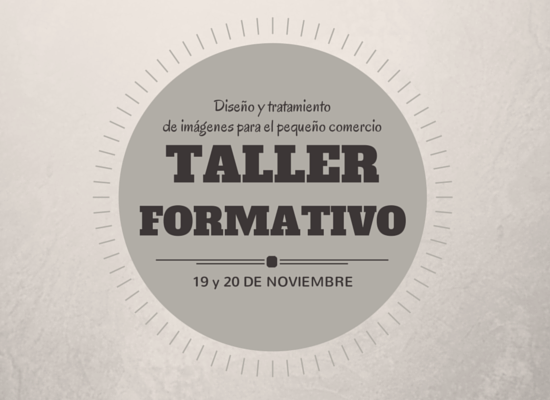 Diseño y tratamiento
de imágenes para el pequeño comercio
TALLER
FORMATIVO
19 y 20 DE NOVIEMBRE